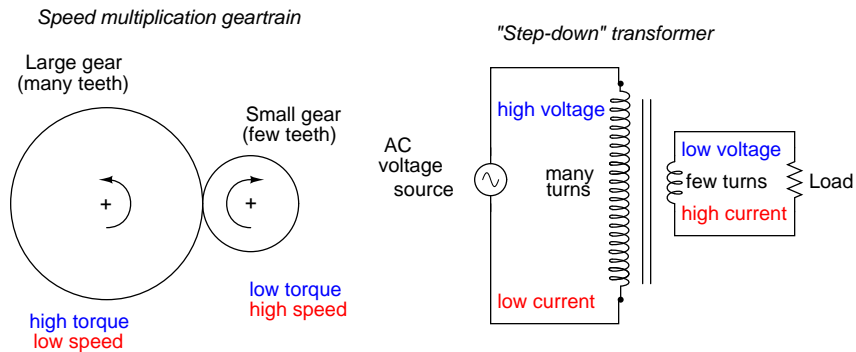 Speed multiplication geartrain
Large gear
(many teeth)
Small gear
(few teeth)
+
+
low torque
high speed
high torque
low speed
"Step-down" transformer
high voltage
AC
voltage
source
many
turns
low voltage
few turns
Load
high current
low current